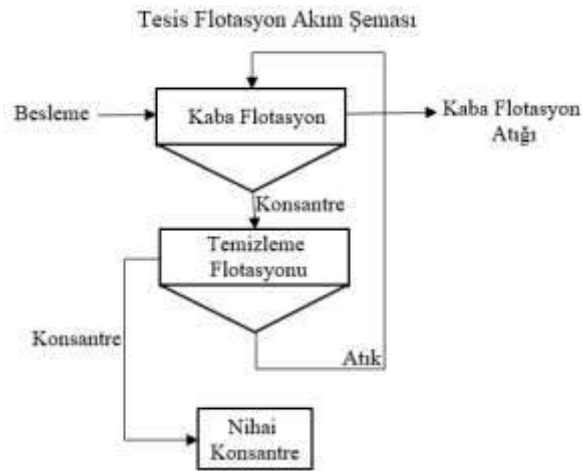 Tesis Flotasyon Akım Şeması
Besleme
Kaba Flotasyon
Kaba Flotasyon
Atığı
Konsantre
Temizleme
Flotasyonu
Konsantre
Atık
Nihai
Konsantre